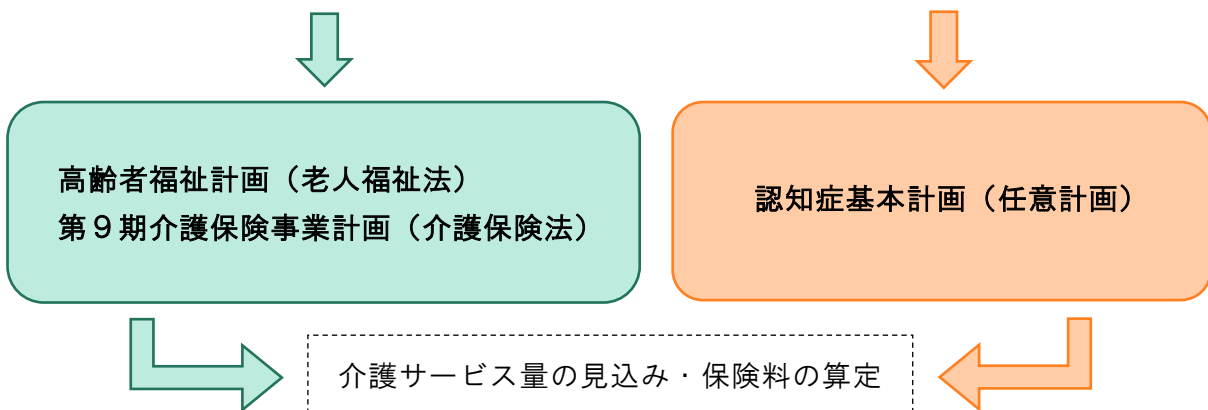 高齢者福祉計画（老人福祉法）
第９期介護保険事業計画（介護保険法）
認知症基本計画（任意計画）
介護サービス量の見込み・保険料の算定